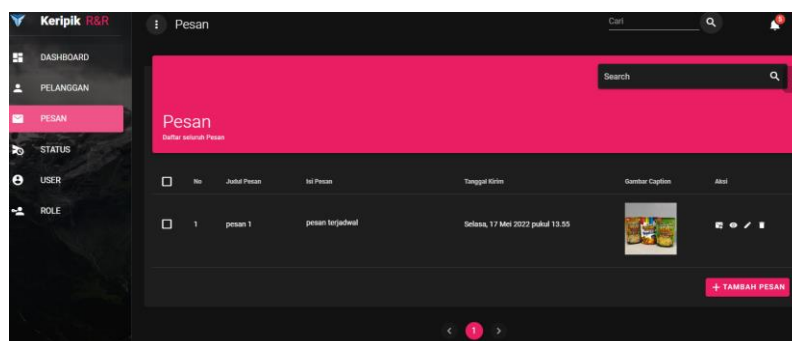 Keripik R&R
Pesan
Cari
DASHBOARD
PELANGGAN
PESAN
STATUS
USER
ROLE
Search
Pesan
Daftar seluruh Pesan
No Judul Pesan Isi Pesan Tanggal Kirim Gambar Caption Aksi
1 pesan 1 pesan terjadwal Selasa, 17 Mei 2022 pukul 13.55
+ TAMBAH PESAN
1